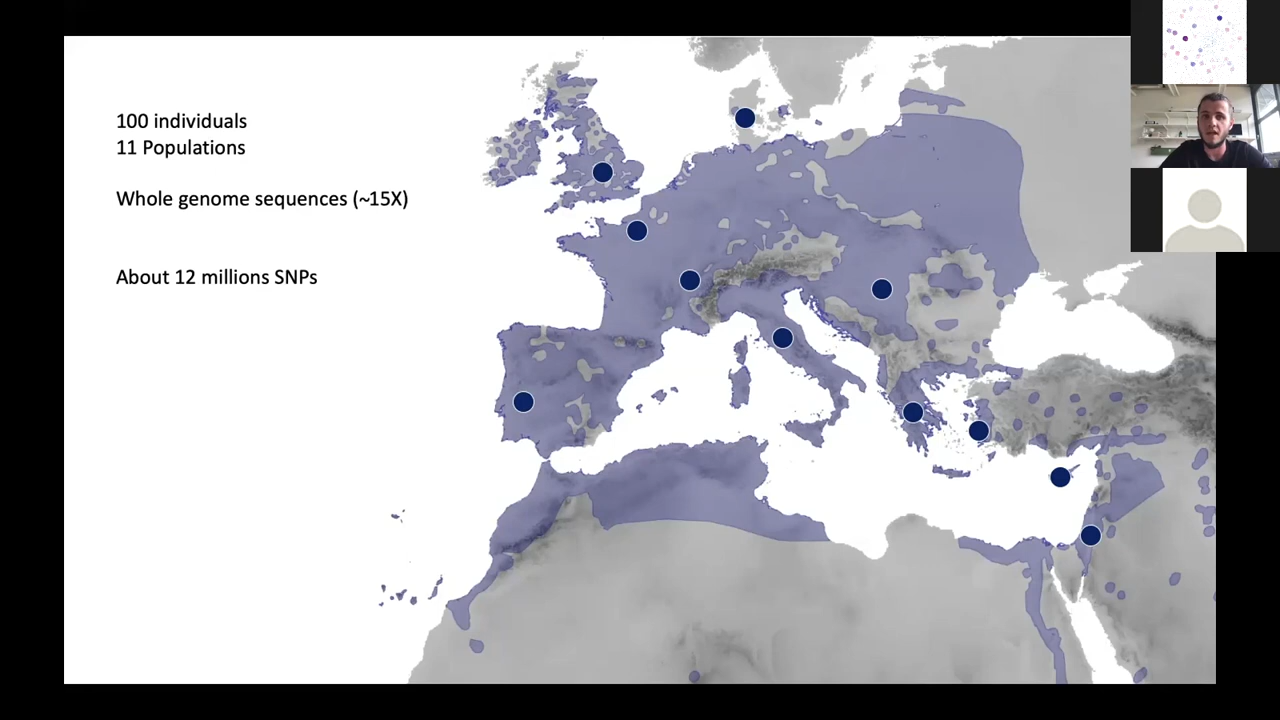 100 individuals
11 Populations
Whole genome sequences (~15X)
About 12 millions SNPs